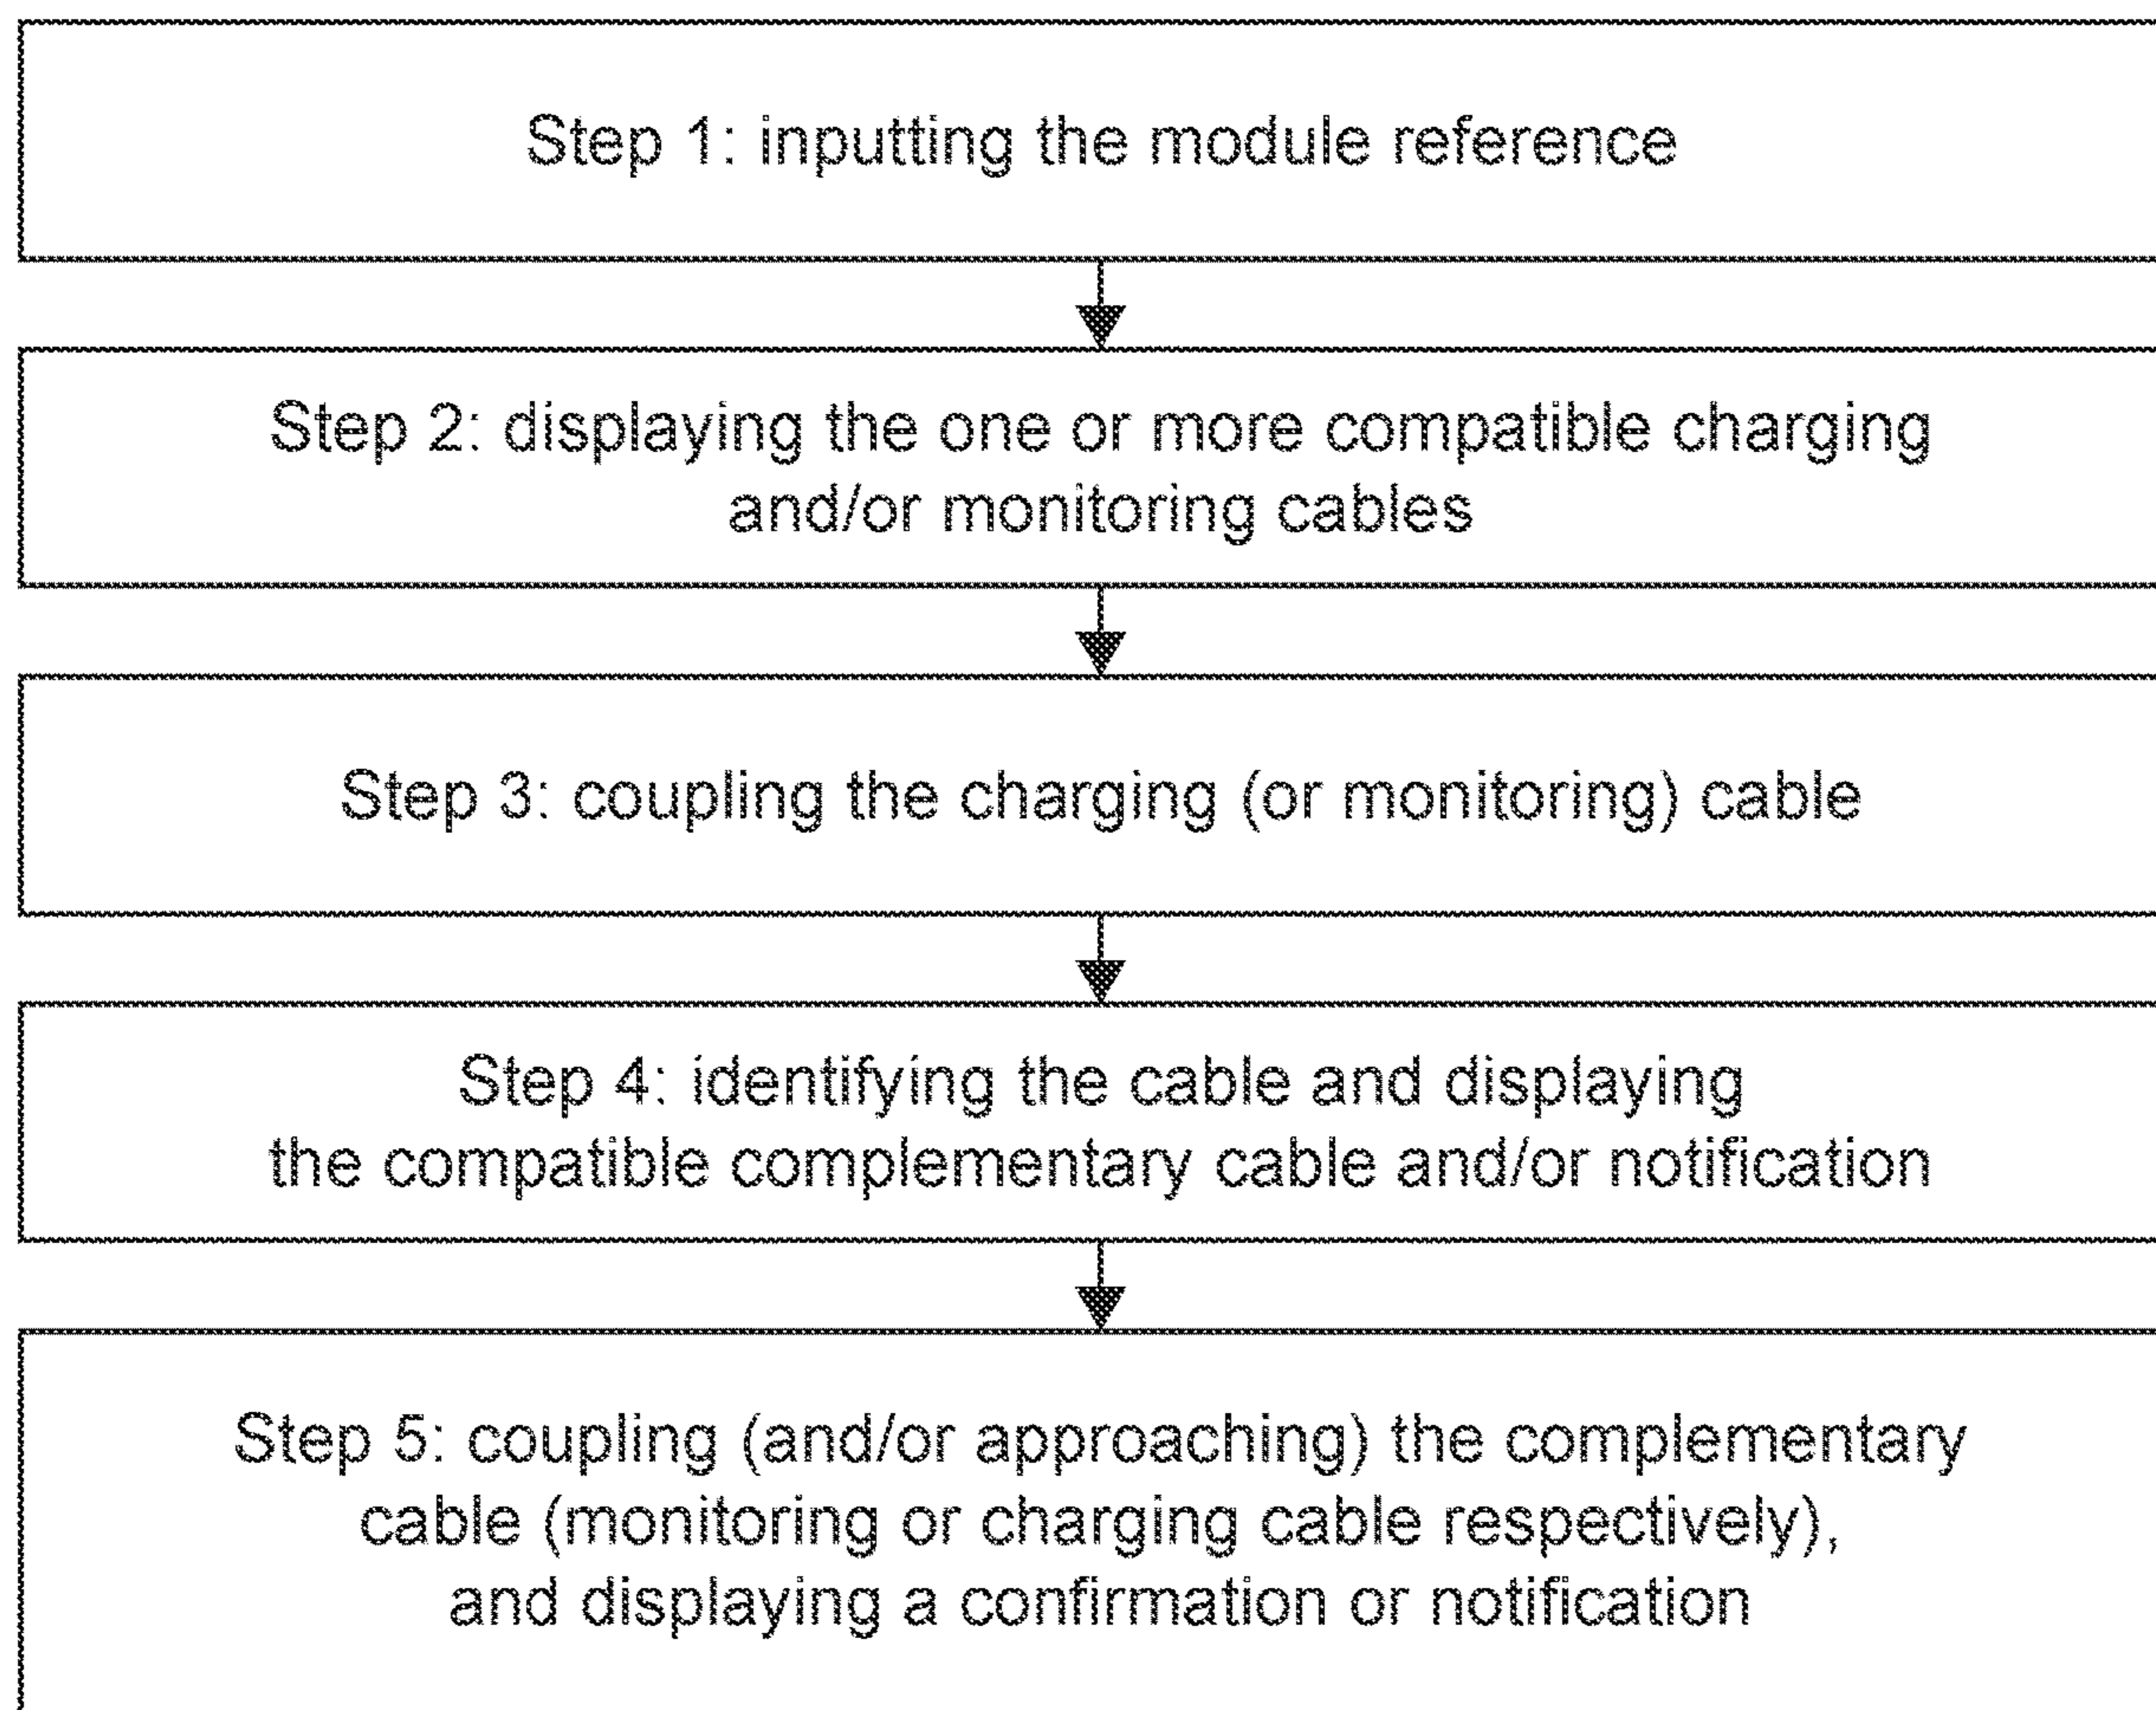 Step 1: inputting the module reference
Step 2: displaying the one or more compatible charging
and/or monitoring cables
Step 3: coupling the charging (or monitoring) cable
Step 4: identifying the cable and displaying
the compatible complementary cable and/or notification
Step 5: coupling (and/or approaching) the complementary
cable (monitoring or charging cable respectively),
and displaying a confirmation or notification